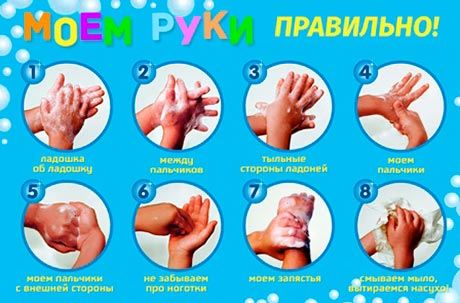 Моем руки ПРАВИЛЬНО!
1
ладошка
об ладошку
2
между
пальчиков
3
тыльные
стороны ладоней
4
моем
пальчики
5
моем пальчики
с внешней стороны
6
не забываем
про ноготки
7
моем запястья
8
смываем мыло,
вытираемся насухо!